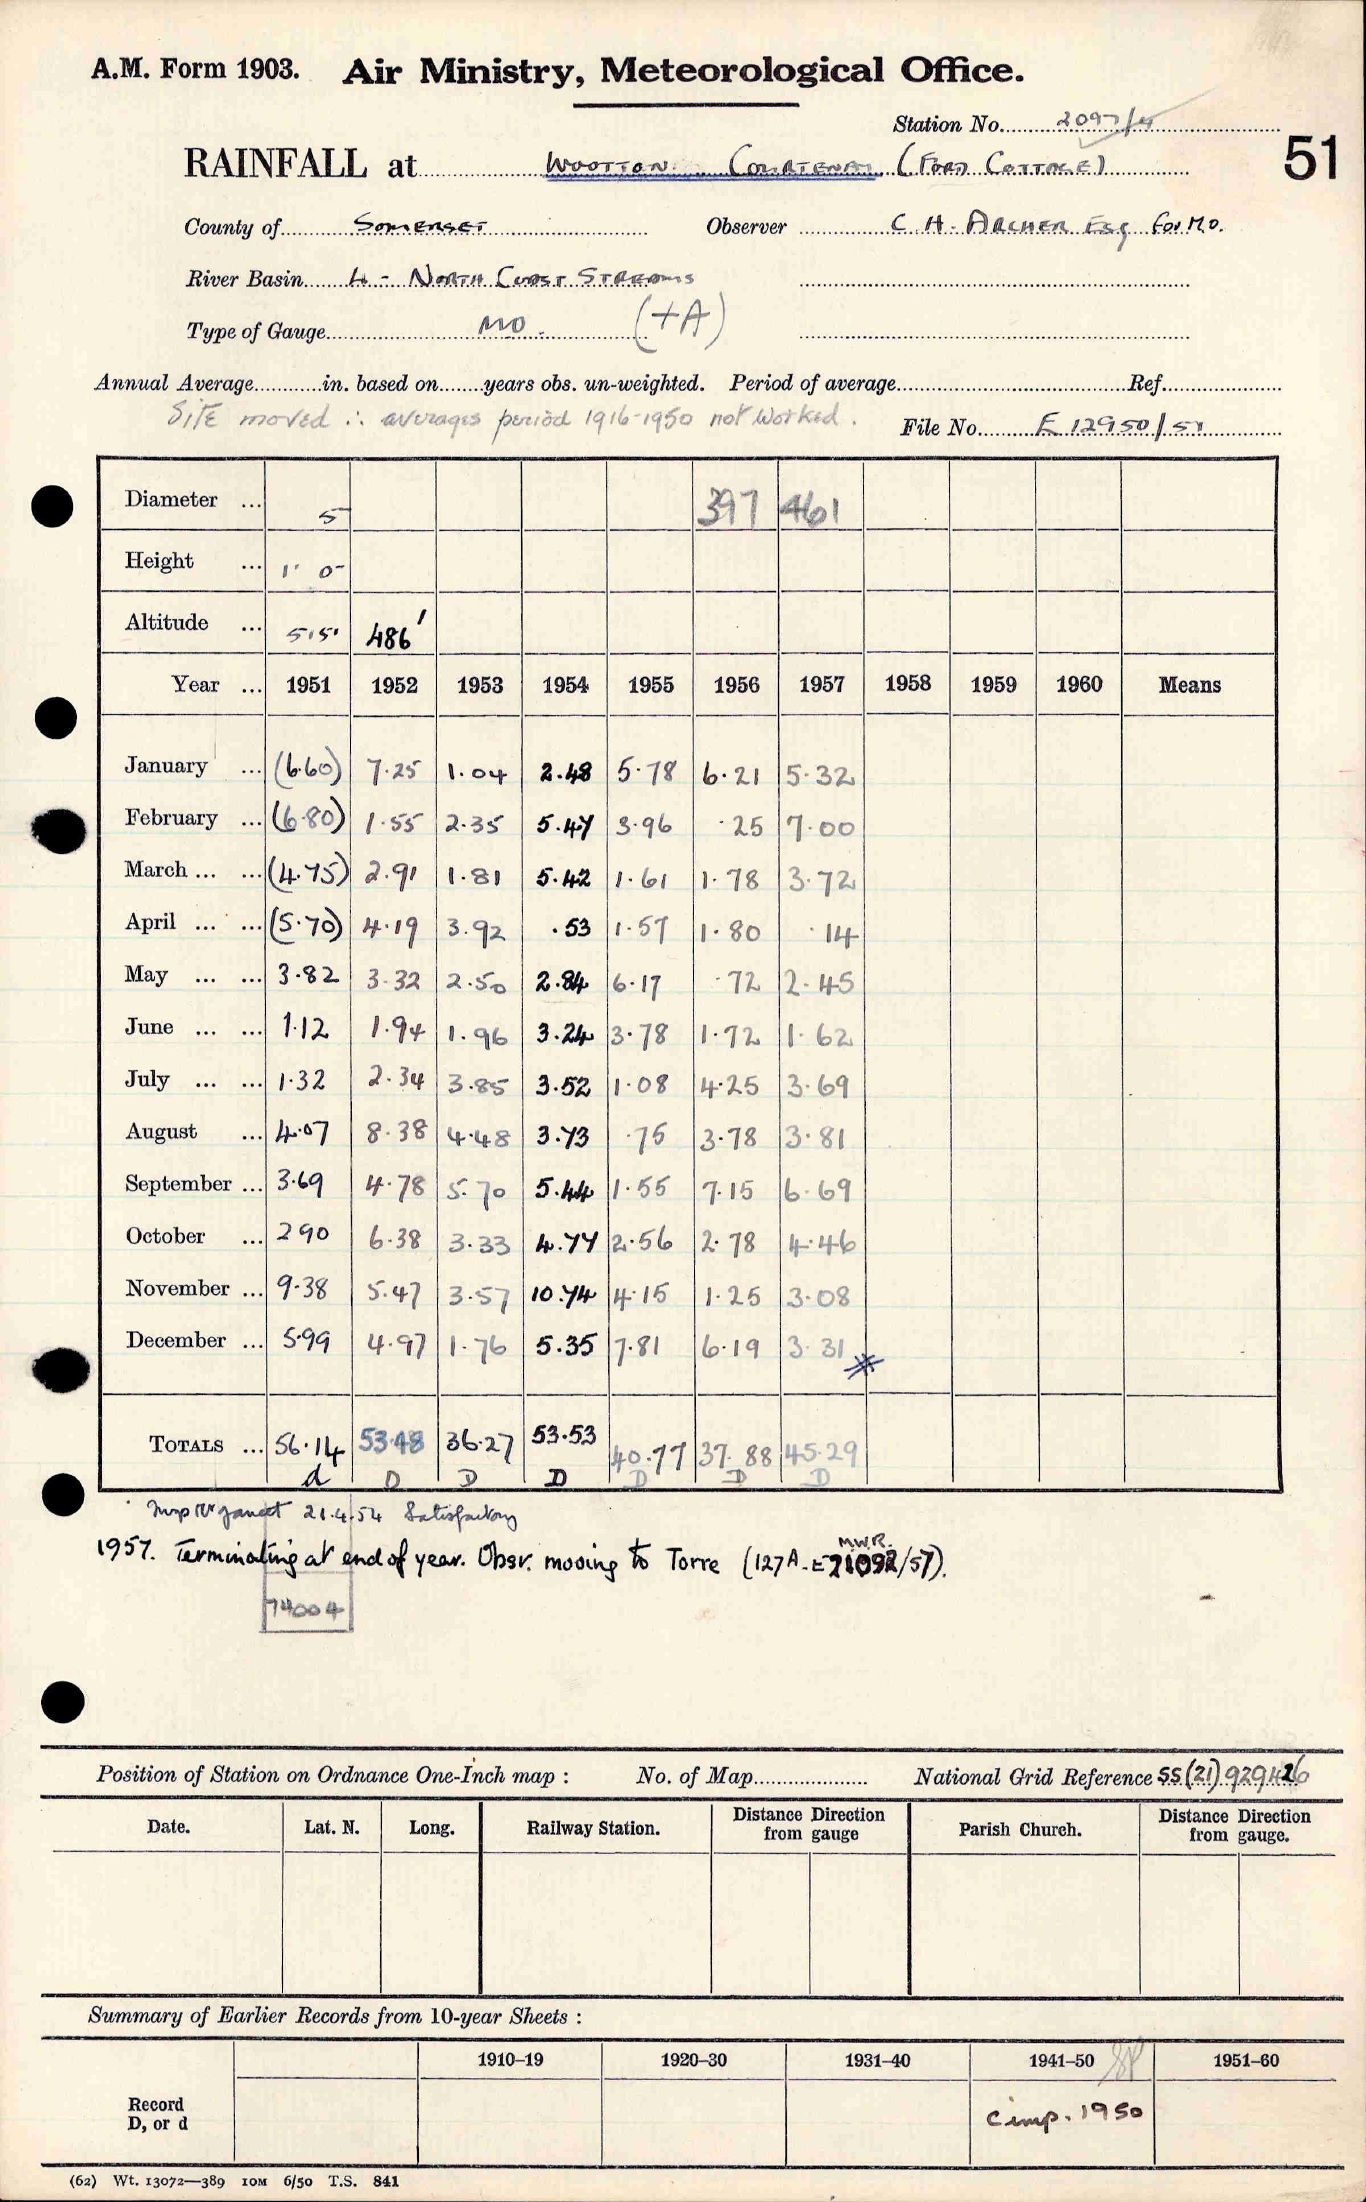 A.M. Form 1903. Air Ministry, Meteorological Office.
Station No. 2097/4
51
RAINFALL at WOOTTON COURTENAY (FORD COTTAGE)
County of SOMERSET Observer C H. ARCHER ESQ for M.O.
River Basin 4 - NORTH COAST STREAMS
Type of Gauge MO. (+A)
Annual Average in. based on years obs. un-weighted. Period of average Ref.
SITE moved ∴ averages period 1916-1950 not worked.
File No. E 12950/51
Diameter ... 5 397 461
Height ... 1' 0"
Altitude ... 515' 486'
Year ... 1951 1952 1953 1954 1955 1956 1957 1958 1959 1960 Means
January ... (6.60) 7.25 1.04 2.48 5.78 6.21 5.32
February ... (6.80) 1.55 2.35 5.47 3.96 .25 7.00
March ... ... (4.75) 2.91 1.81 5.42 1.61 1.78 3.72
April ... ... (5.70) 4.19 3.92 .53 1.57 1.80 .14
May ... ... 3.82 3.32 2.50 2.84 6.17 .72 2.45
June ... ... 1.12 1.94 1.96 3.24 3.78 1.72 1.62
July ... ... 1.32 2.34 3.85 3.52 1.08 4.25 3.69
August ... 4.07 8.38 4.48 3.73 .75 3.78 3.81
September ... 3.69 4.78 5.70 5.44 1.55 7.15 6.69
October ... 2 90 6.38 3.33 4.77 2.56 2.78 4.46
November ... 9.38 5.47 3.57 10.74 4.15 1.25 3.08
December ... 5.99 4.97 1.76 5.35 7.81 6.19 3.31
TOTALS ... 56.14 53.48 36.27 53.53 40.77 37.88 45.29
d D D D D D D
21.4.54 Satisfactory
M.W.R.
1957. Terminating at end of year. Obsr. moving to Torre (127A-E21092/57).
74004
Position of Station on Ordnance One-Inch map : No. of Map National Grid Reference SS (21) 929426
Date. Lat. N. Long. Railway Station. Distance Direction from gauge Parish Church. Distance Direction from gauge.
Summary of Earlier Records from 10-year Sheets :
1910–19 1920–30 1931–40 1941–50 1951–60
Record
D, or d
c imp. 1950
(62) Wt. 13072—389 10M 6/50 T.S. 841